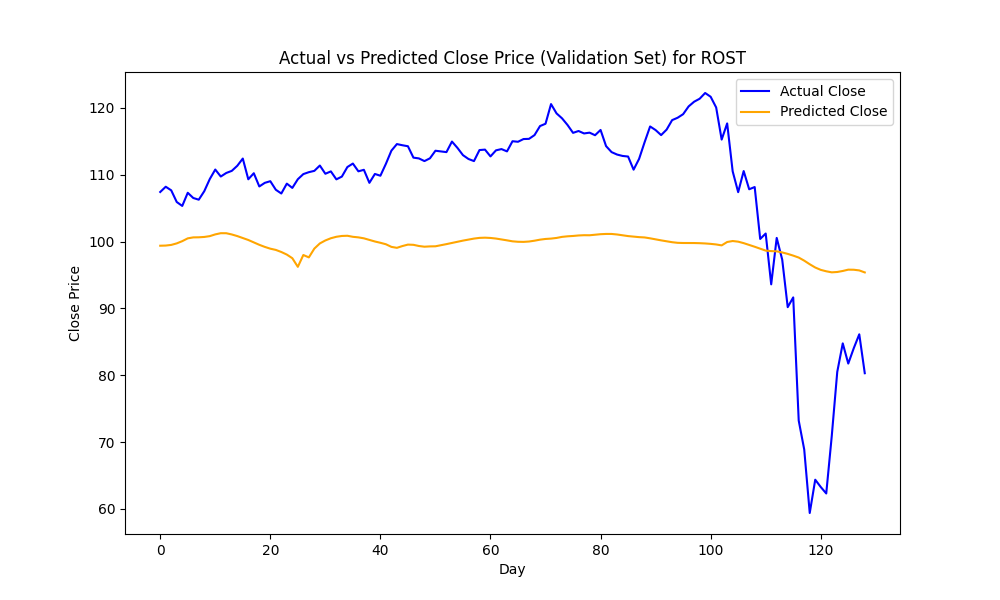 Actual vs Predicted Close Price (Validation Set) for ROST
Actual Close
Predicted Close
Close Price
120
110
100
90
80
70
60
0 20 40 60 80 100 120
Day